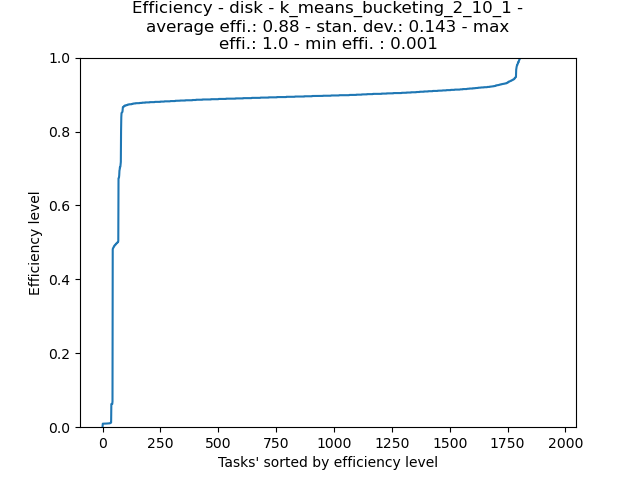 Efficiency - disk - k_means_bucketing_2_10_1 -
average effi.: 0.88 - stan. dev.: 0.143 - max
effi.: 1.0 - min effi. : 0.001
1.0
0.8
0.6
0.4
0.2
0.0
Efficiency level
0 250 500 750 1000 1250 1500 1750 2000
Tasks' sorted by efficiency level